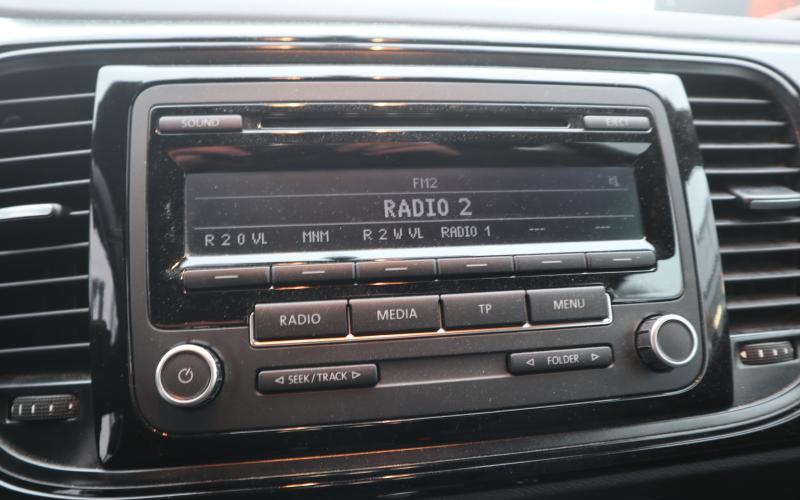 SOUND EJECT
FM2
RADIO 2
R 2 O VL MNM R 2 W VL RADIO 1 --- ---
RADIO MEDIA TP MENU
◁ SEEK/TRACK ▷ ◁ FOLDER ▷